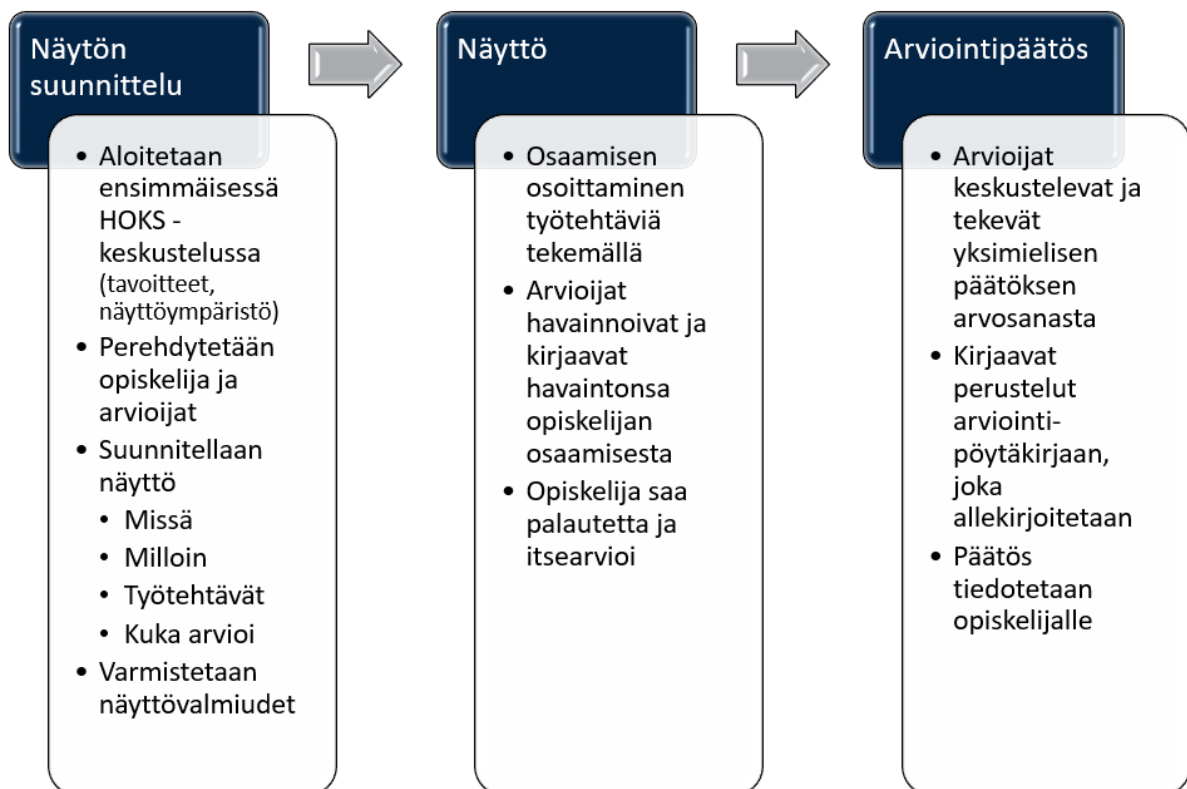 Näytön
suunnittelu
• Aloitetaan
ensimmäisessä
HOKS -
keskustelussa
(tavoitteet,
näyttöympäristö)
• Perehdytetään
opiskelija ja
arvioijat
• Suunnitellaan
näyttö
• Missä
• Milloin
• Työtehtävät
• Kuka arvioi
• Varmistetaan
näyttövalmiudet
Näyttö
• Osaamisen
osoittaminen
työtehtäviä
tekemällä
• Arvioijat
havainnoivat ja
kirjaavat
havaintonsa
opiskelijan
osaamisesta
• Opiskelija saa
palautetta ja
itsearvioi
Arviointipäätös
• Arvioijat
keskustelevat ja
tekevät
yksimielisen
päätöksen
arvosanasta
• Kirjaavat
perustelut
arviointi-
pöytäkirjaan,
joka
allekirjoitetaan
• Päätös
tiedotetaan
opiskelijalle